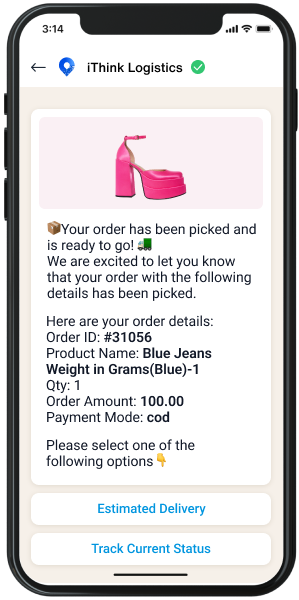 3:14
iThink Logistics
📦Your order has been picked and
is ready to go! 🚛
We are excited to let you know
that your order with the following
details has been picked.
Here are your order details:
Order ID: #31056
Product Name: Blue Jeans
Weight in Grams(Blue)-1
Qty: 1
Order Amount: 100.00
Payment Mode: cod
Please select one of the
following options👇
Estimated Delivery
Track Current Status